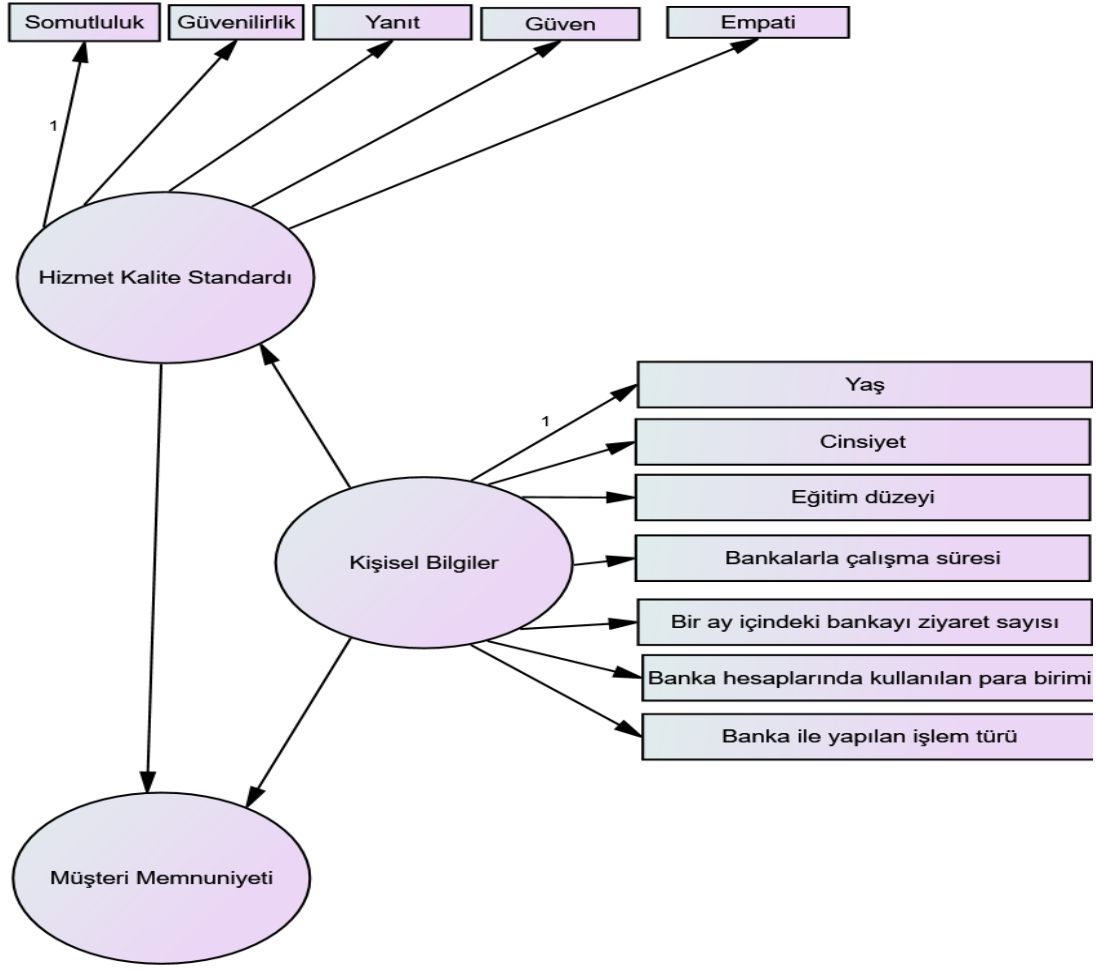 Somutluluk
Güvenilirlik
Yanıt
Güven
Empati
1
Hizmet Kalite Standardı
Yaş
1
Cinsiyet
Eğitim düzeyi
Kişisel Bilgiler
Bankalarla çalışma süresi
Bir ay içindeki bankayı ziyaret sayısı
Banka hesaplarında kullanılan para birimi
Banka ile yapılan işlem türü
Müşteri Memnuniyeti